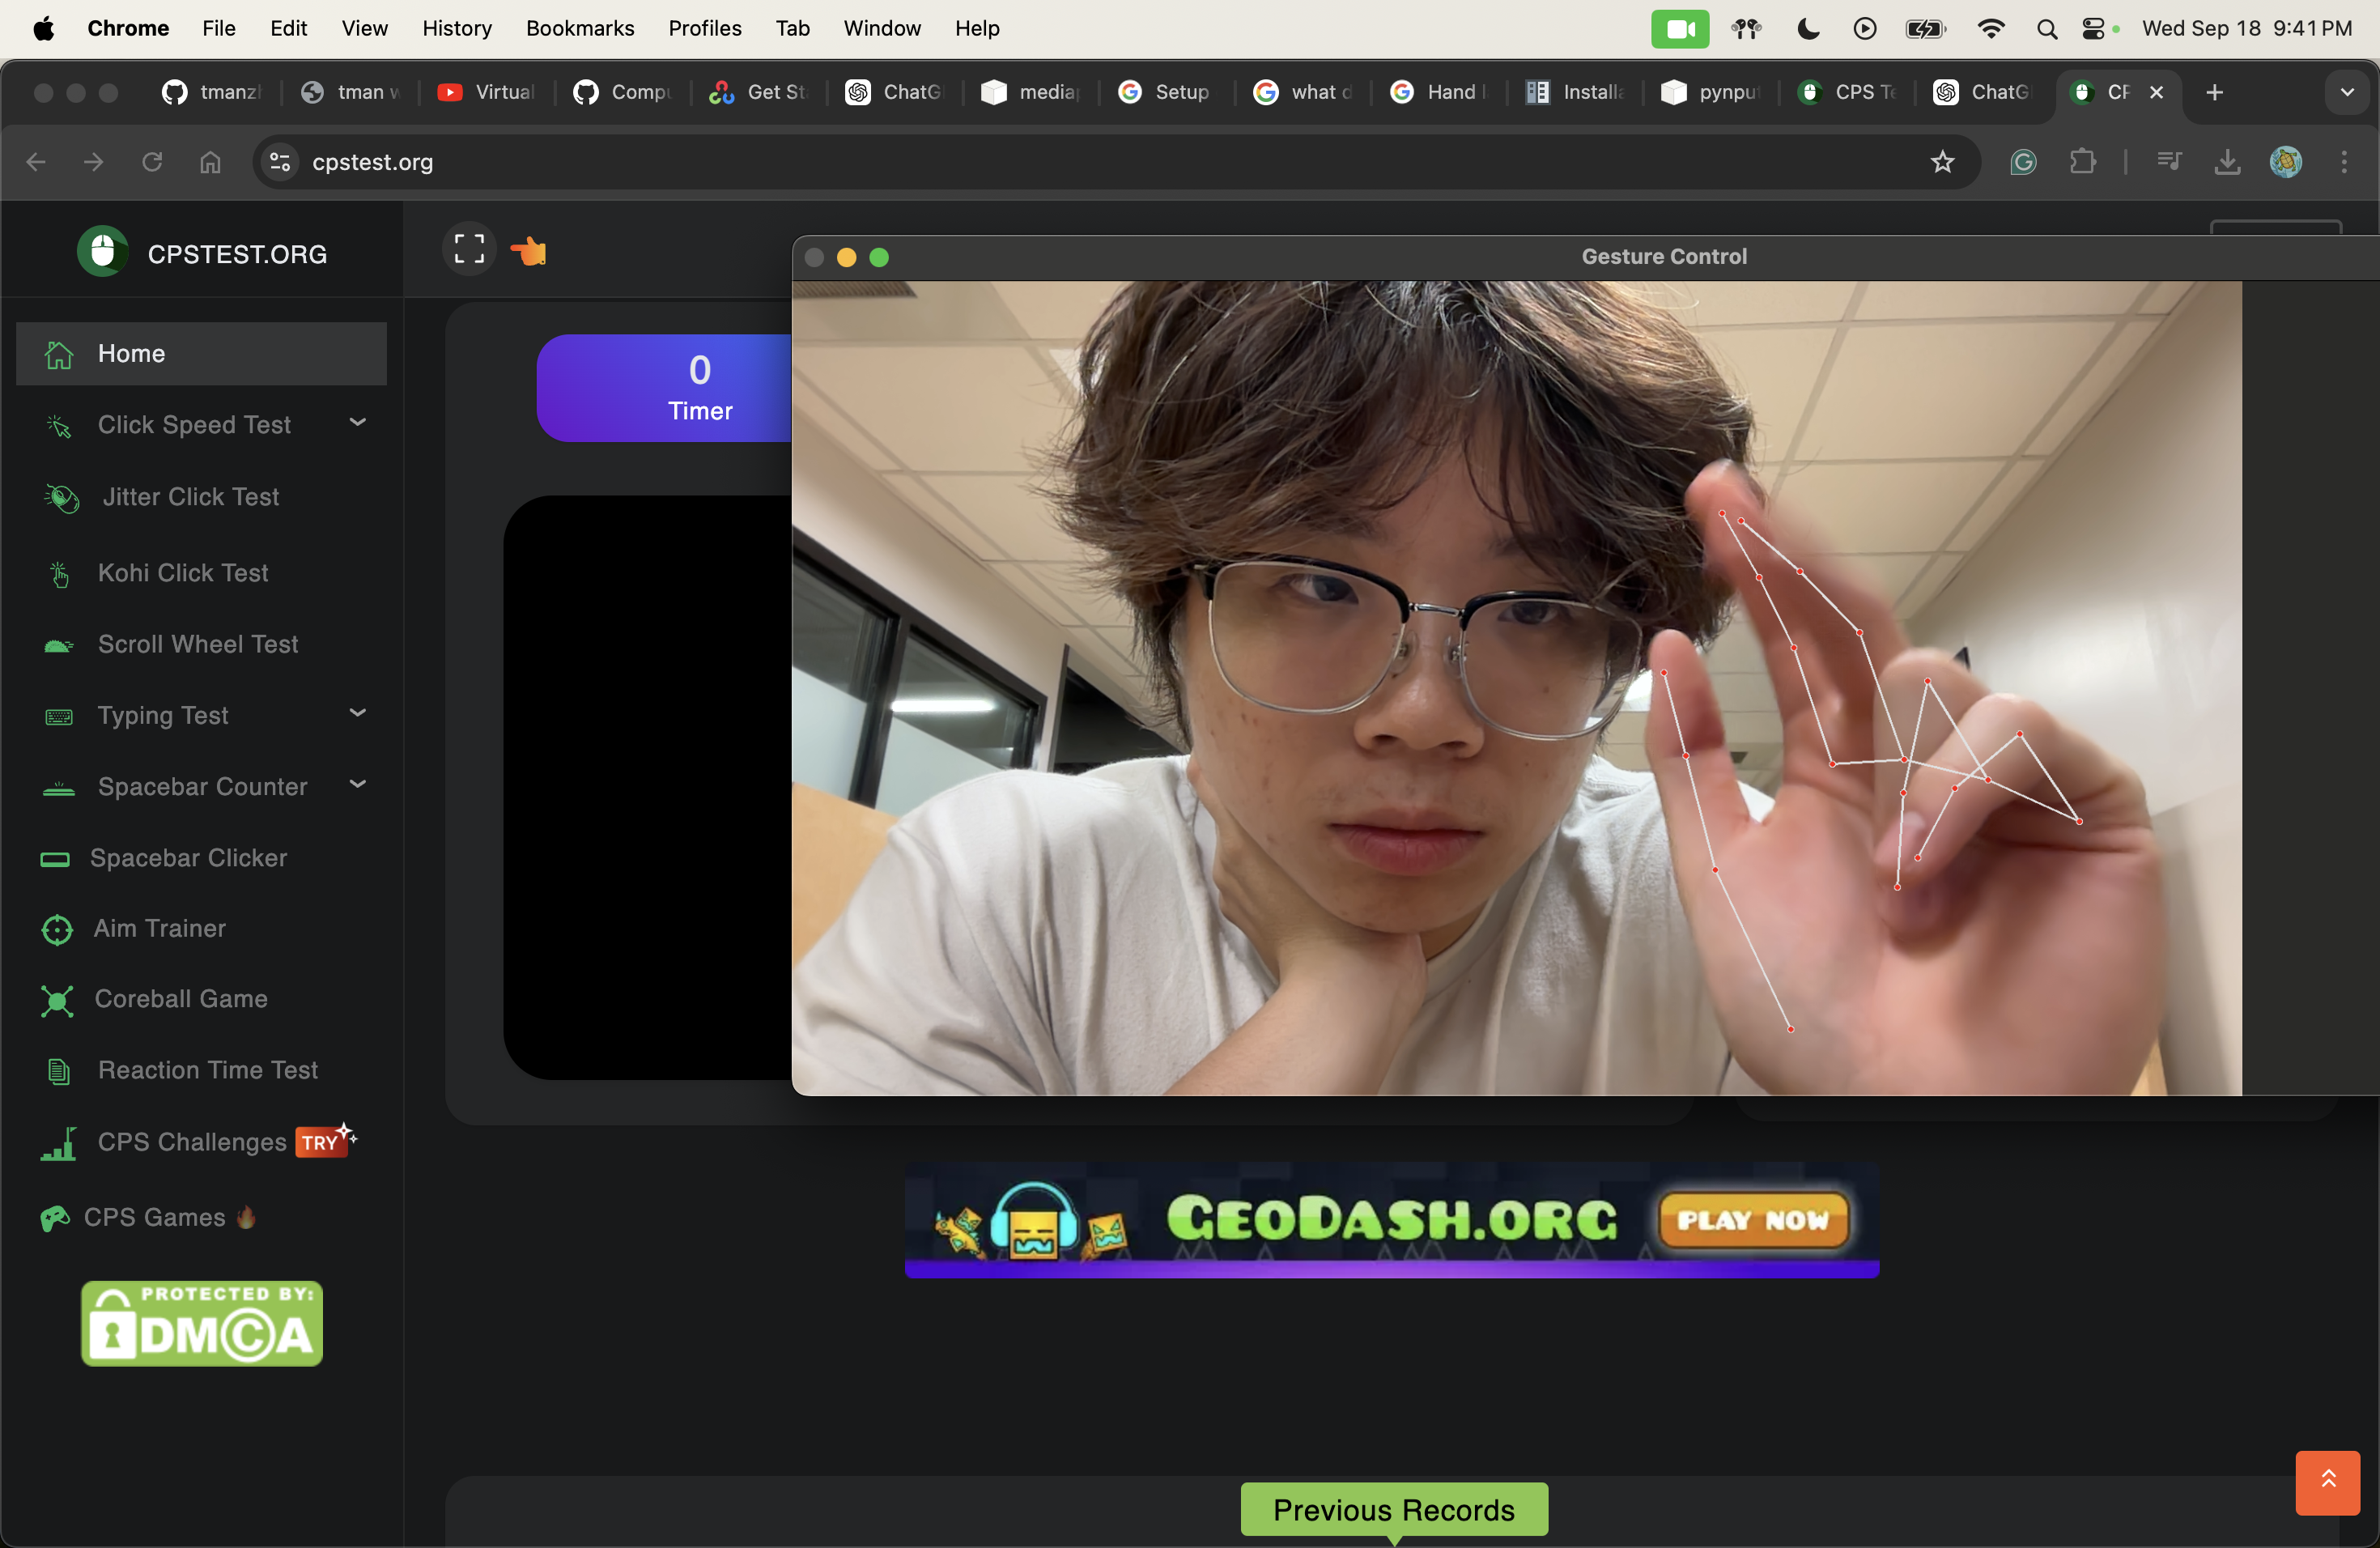 Chrome File Edit View History Bookmarks Profiles Tab Window Help Wed Sep 18 9:41 PM
tmanz tman Virtual Comp Get St ChatG media Setup what d Hand Install pynpu CPS Te ChatG
cpstest.org
CPSTEST.ORG
Home
Click Speed Test
Jitter Click Test
Kohi Click Test
Scroll Wheel Test
Typing Test
Spacebar Counter
Spacebar Clicker
Aim Trainer
Coreball Game
Reaction Time Test
CPS Challenges TRY
CPS Games
PROTECTED BY:
DMCA
0
Timer
Gesture Control
GEODASH.ORG PLAY NOW
Previous Records